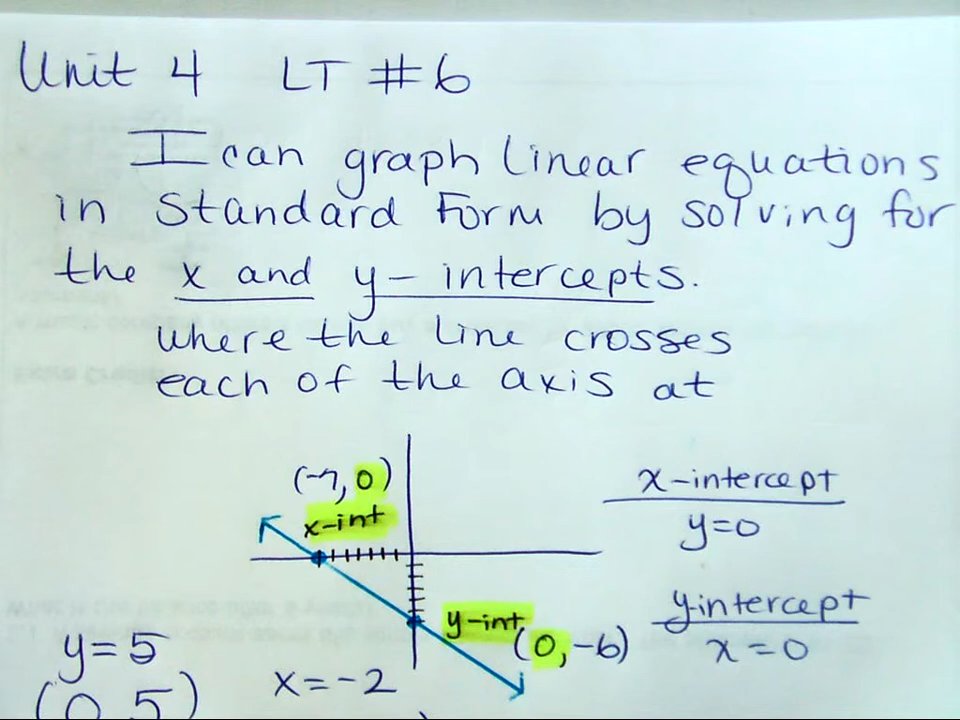 Unit 4 LT #6
I can graph linear equations
in Standard Form by solving for
the x and y-intercepts.
where the line crosses
each of the axis at
(-7, 0)
x-int
x-intercept
y=0
y-int
(0, -6)
y-intercept
x=0
y=5
(0, 5)
x=-2